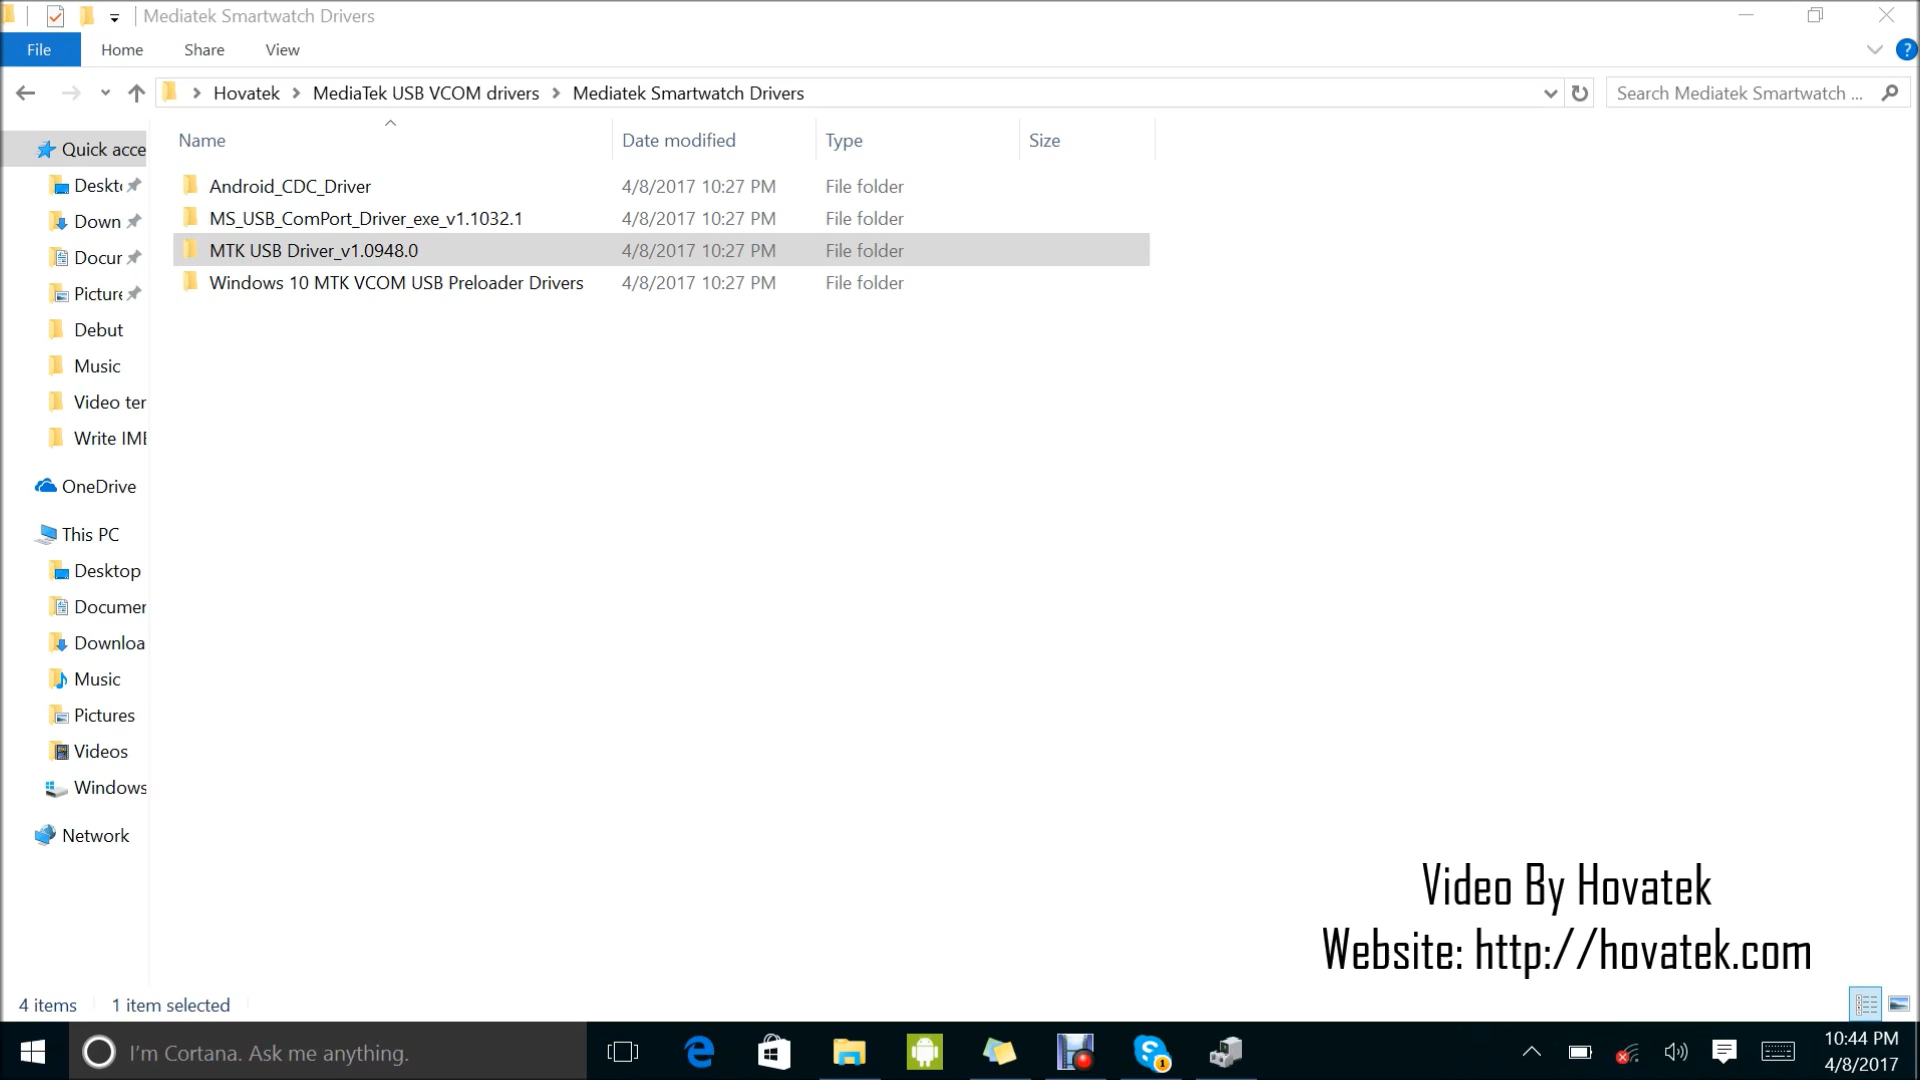 Mediatek Smartwatch Drivers
File Home Share View
?
Hovatek MediaTek USB VCOM drivers Mediatek Smartwatch Drivers
Search Mediatek Smartwatch ...
Name Date modified Type Size
Android_CDC_Driver 4/8/2017 10:27 PM File folder
MS_USB_ComPort_Driver_exe_v1.1032.1 4/8/2017 10:27 PM File folder
MTK USB Driver_v1.0948.0 4/8/2017 10:27 PM File folder
Windows 10 MTK VCOM USB Preloader Drivers 4/8/2017 10:27 PM File folder
Quick acce
Deskt
Down
Docur
Picture
Debut
Music
Video ter
Write IME
OneDrive
This PC
Desktop
Documer
Downloa
Music
Pictures
Videos
Windows
Network
Video By Hovatek
Website: http://hovatek.com
4 items 1 item selected
I'm Cortana. Ask me anything.
1
10:44 PM
4/8/2017